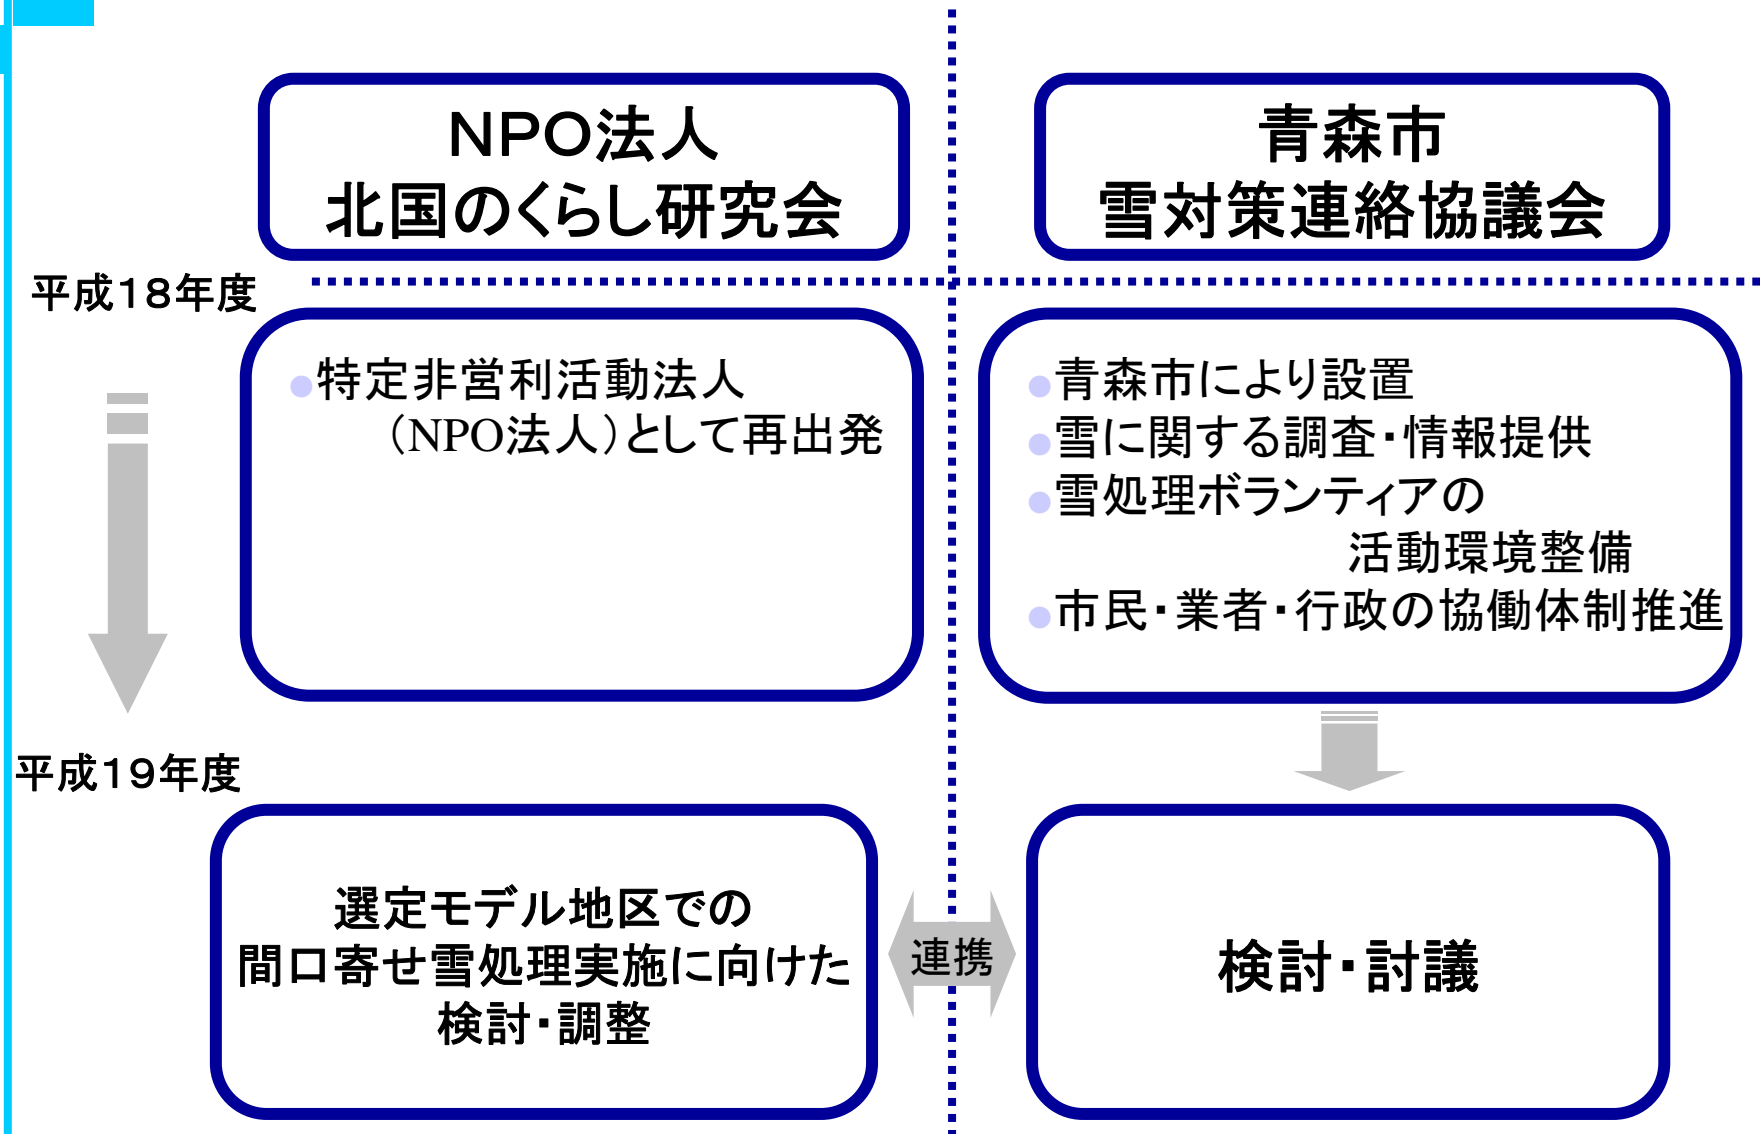 NPO法人
北国のくらし研究会
青森市
雪対策連絡協議会
平成18年度
●特定非営利活動法人
（NPO法人）として再出発
●青森市により設置
●雪に関する調査・情報提供
●雪処理ボランティアの
活動環境整備
●市民・業者・行政の協働体制推進
平成19年度
選定モデル地区での
間口寄せ雪処理実施に向けた
検討・調整
連携
検討・討議